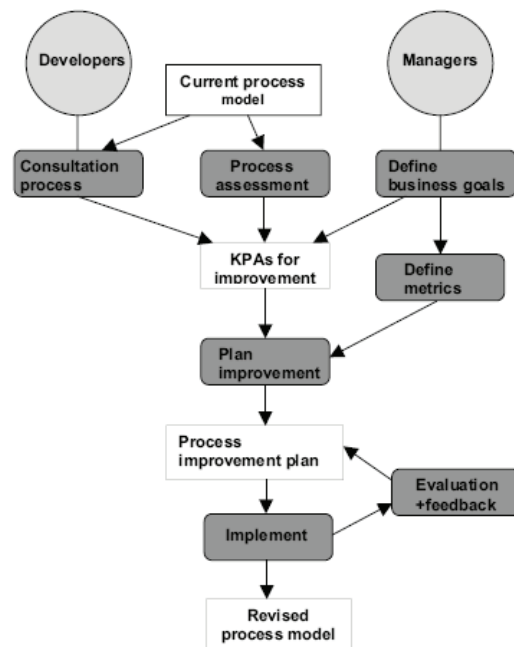 Developers
Managers
Current process
model
Consultation
process
Process
assessment
Define
business goals
KPAs for
improvement
Define
metrics
Plan
improvement
Process
improvement plan
Evaluation
+feedback
Implement
Revised
process model